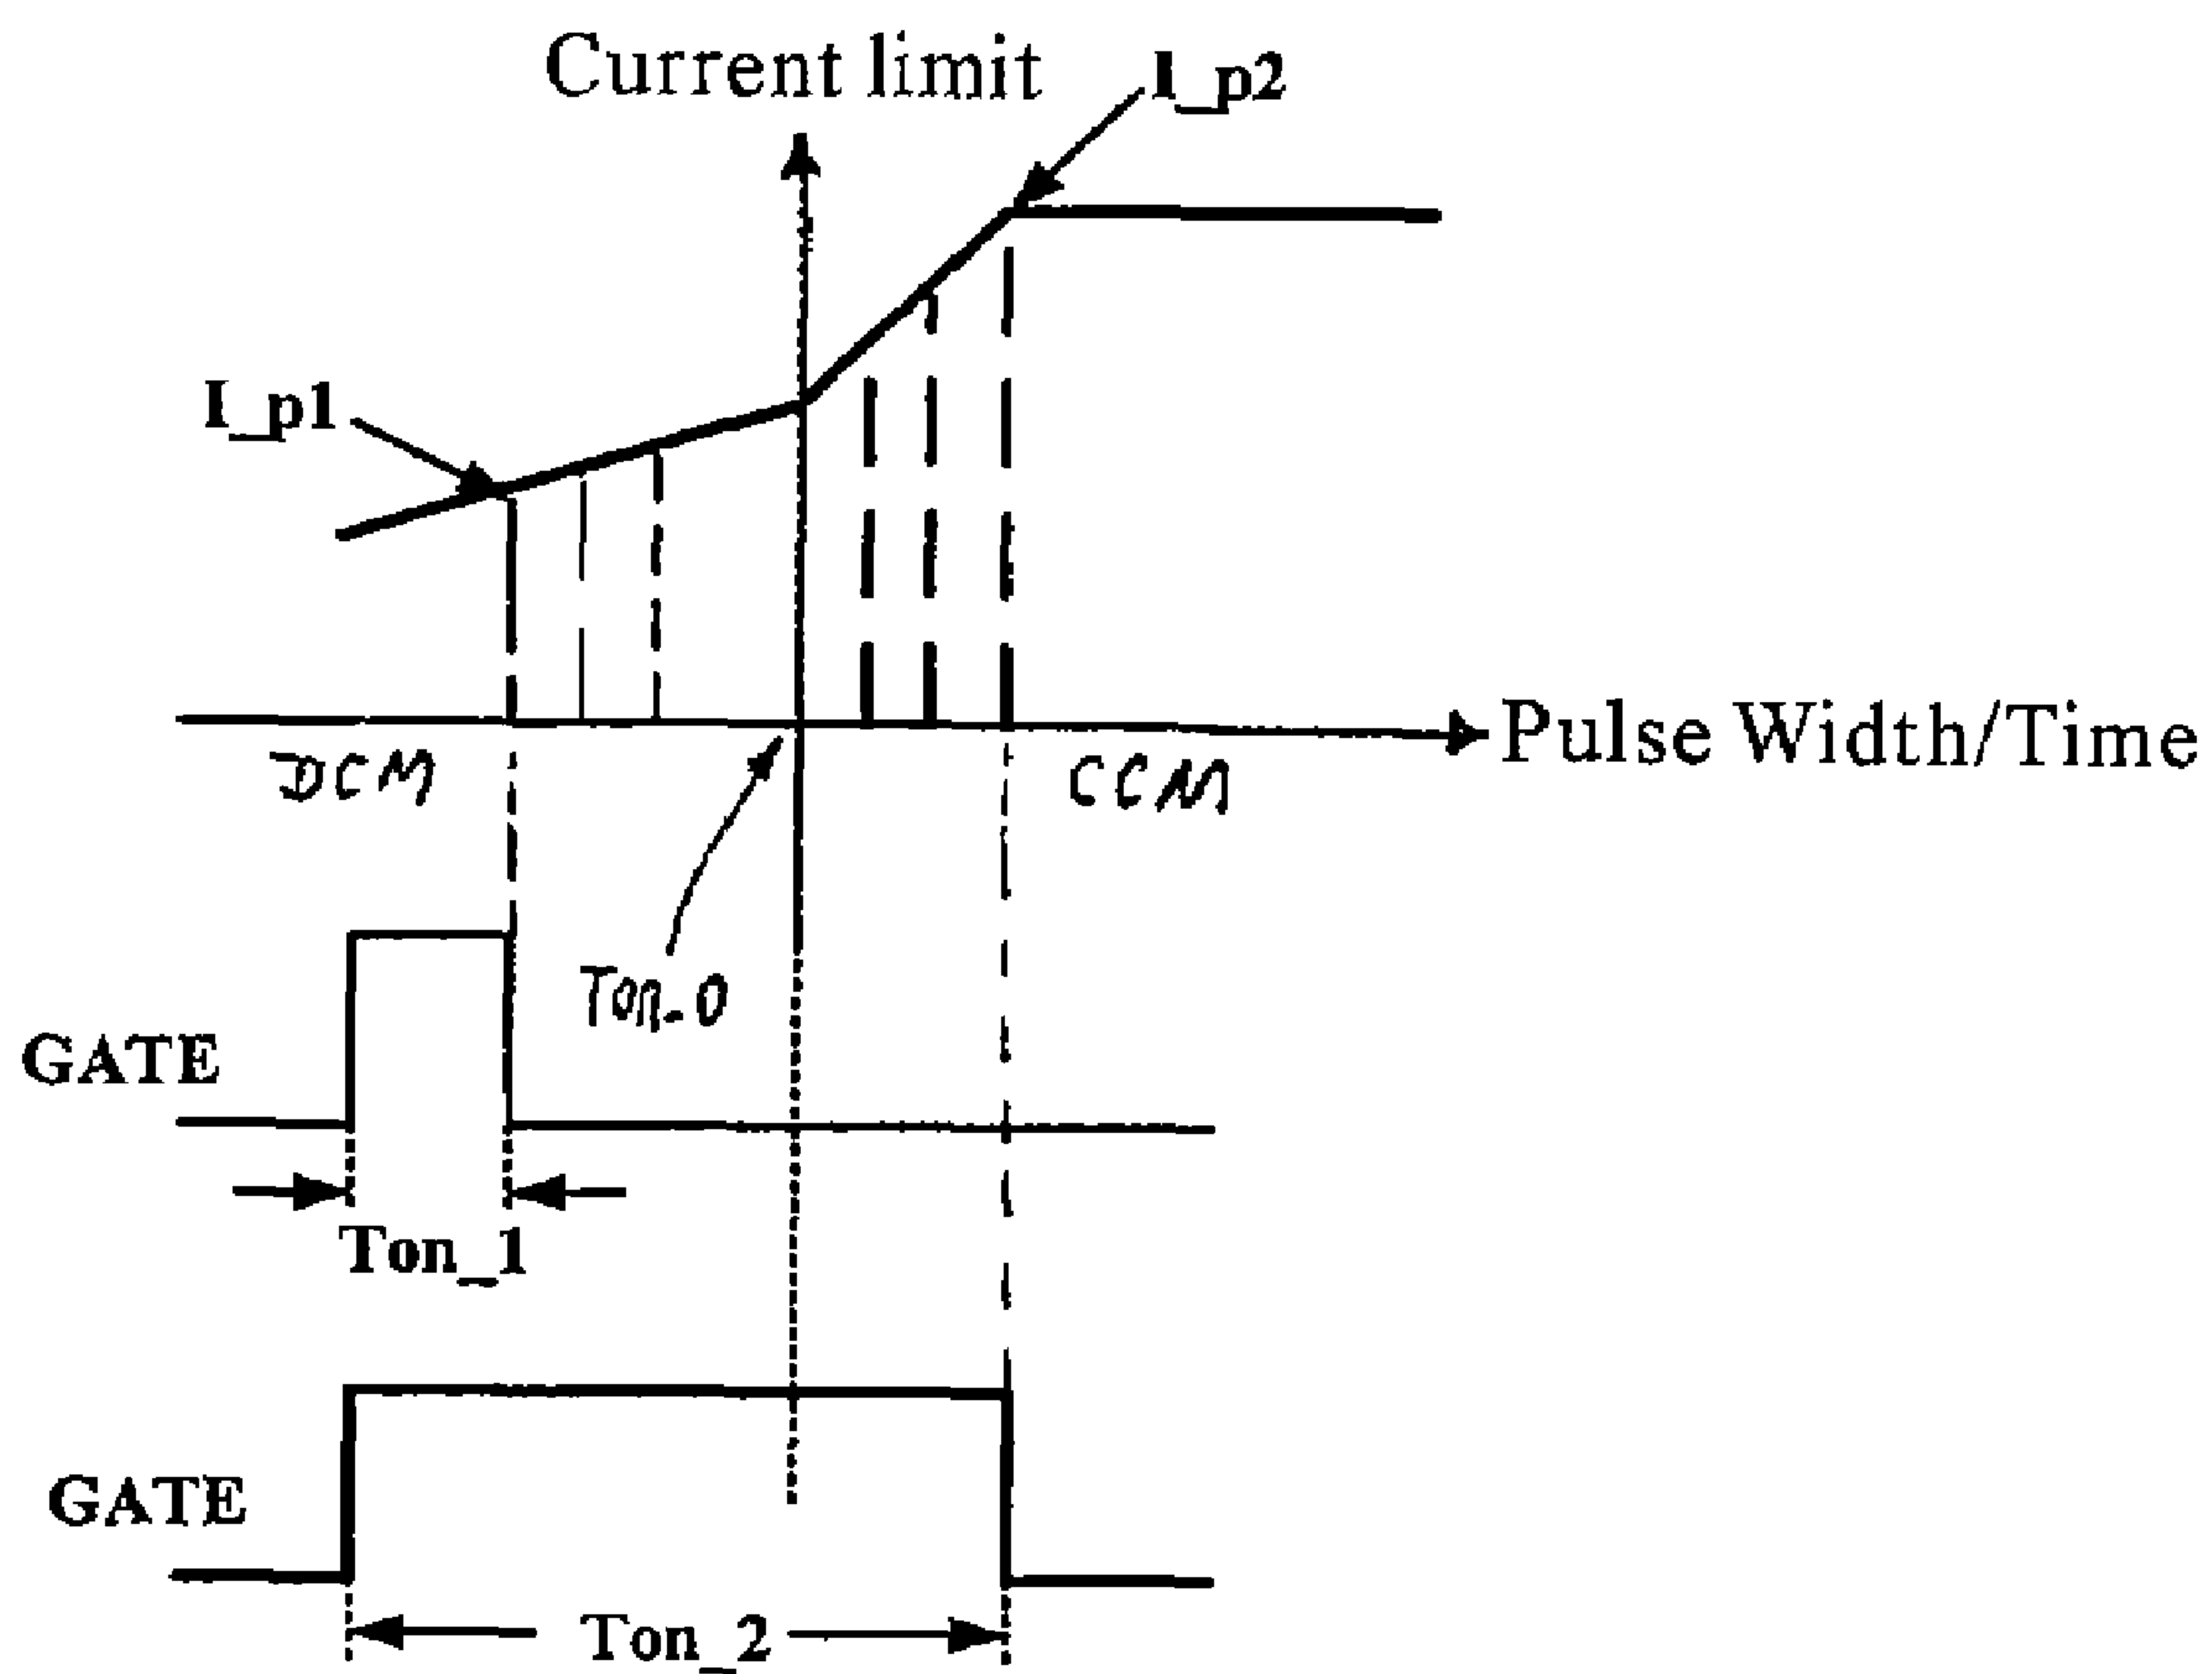 Current limit
I_p2
I_p1
Pulse Width/Time
DCM
CCM
Ton-0
GATE
Ton_1
GATE
Ton_2